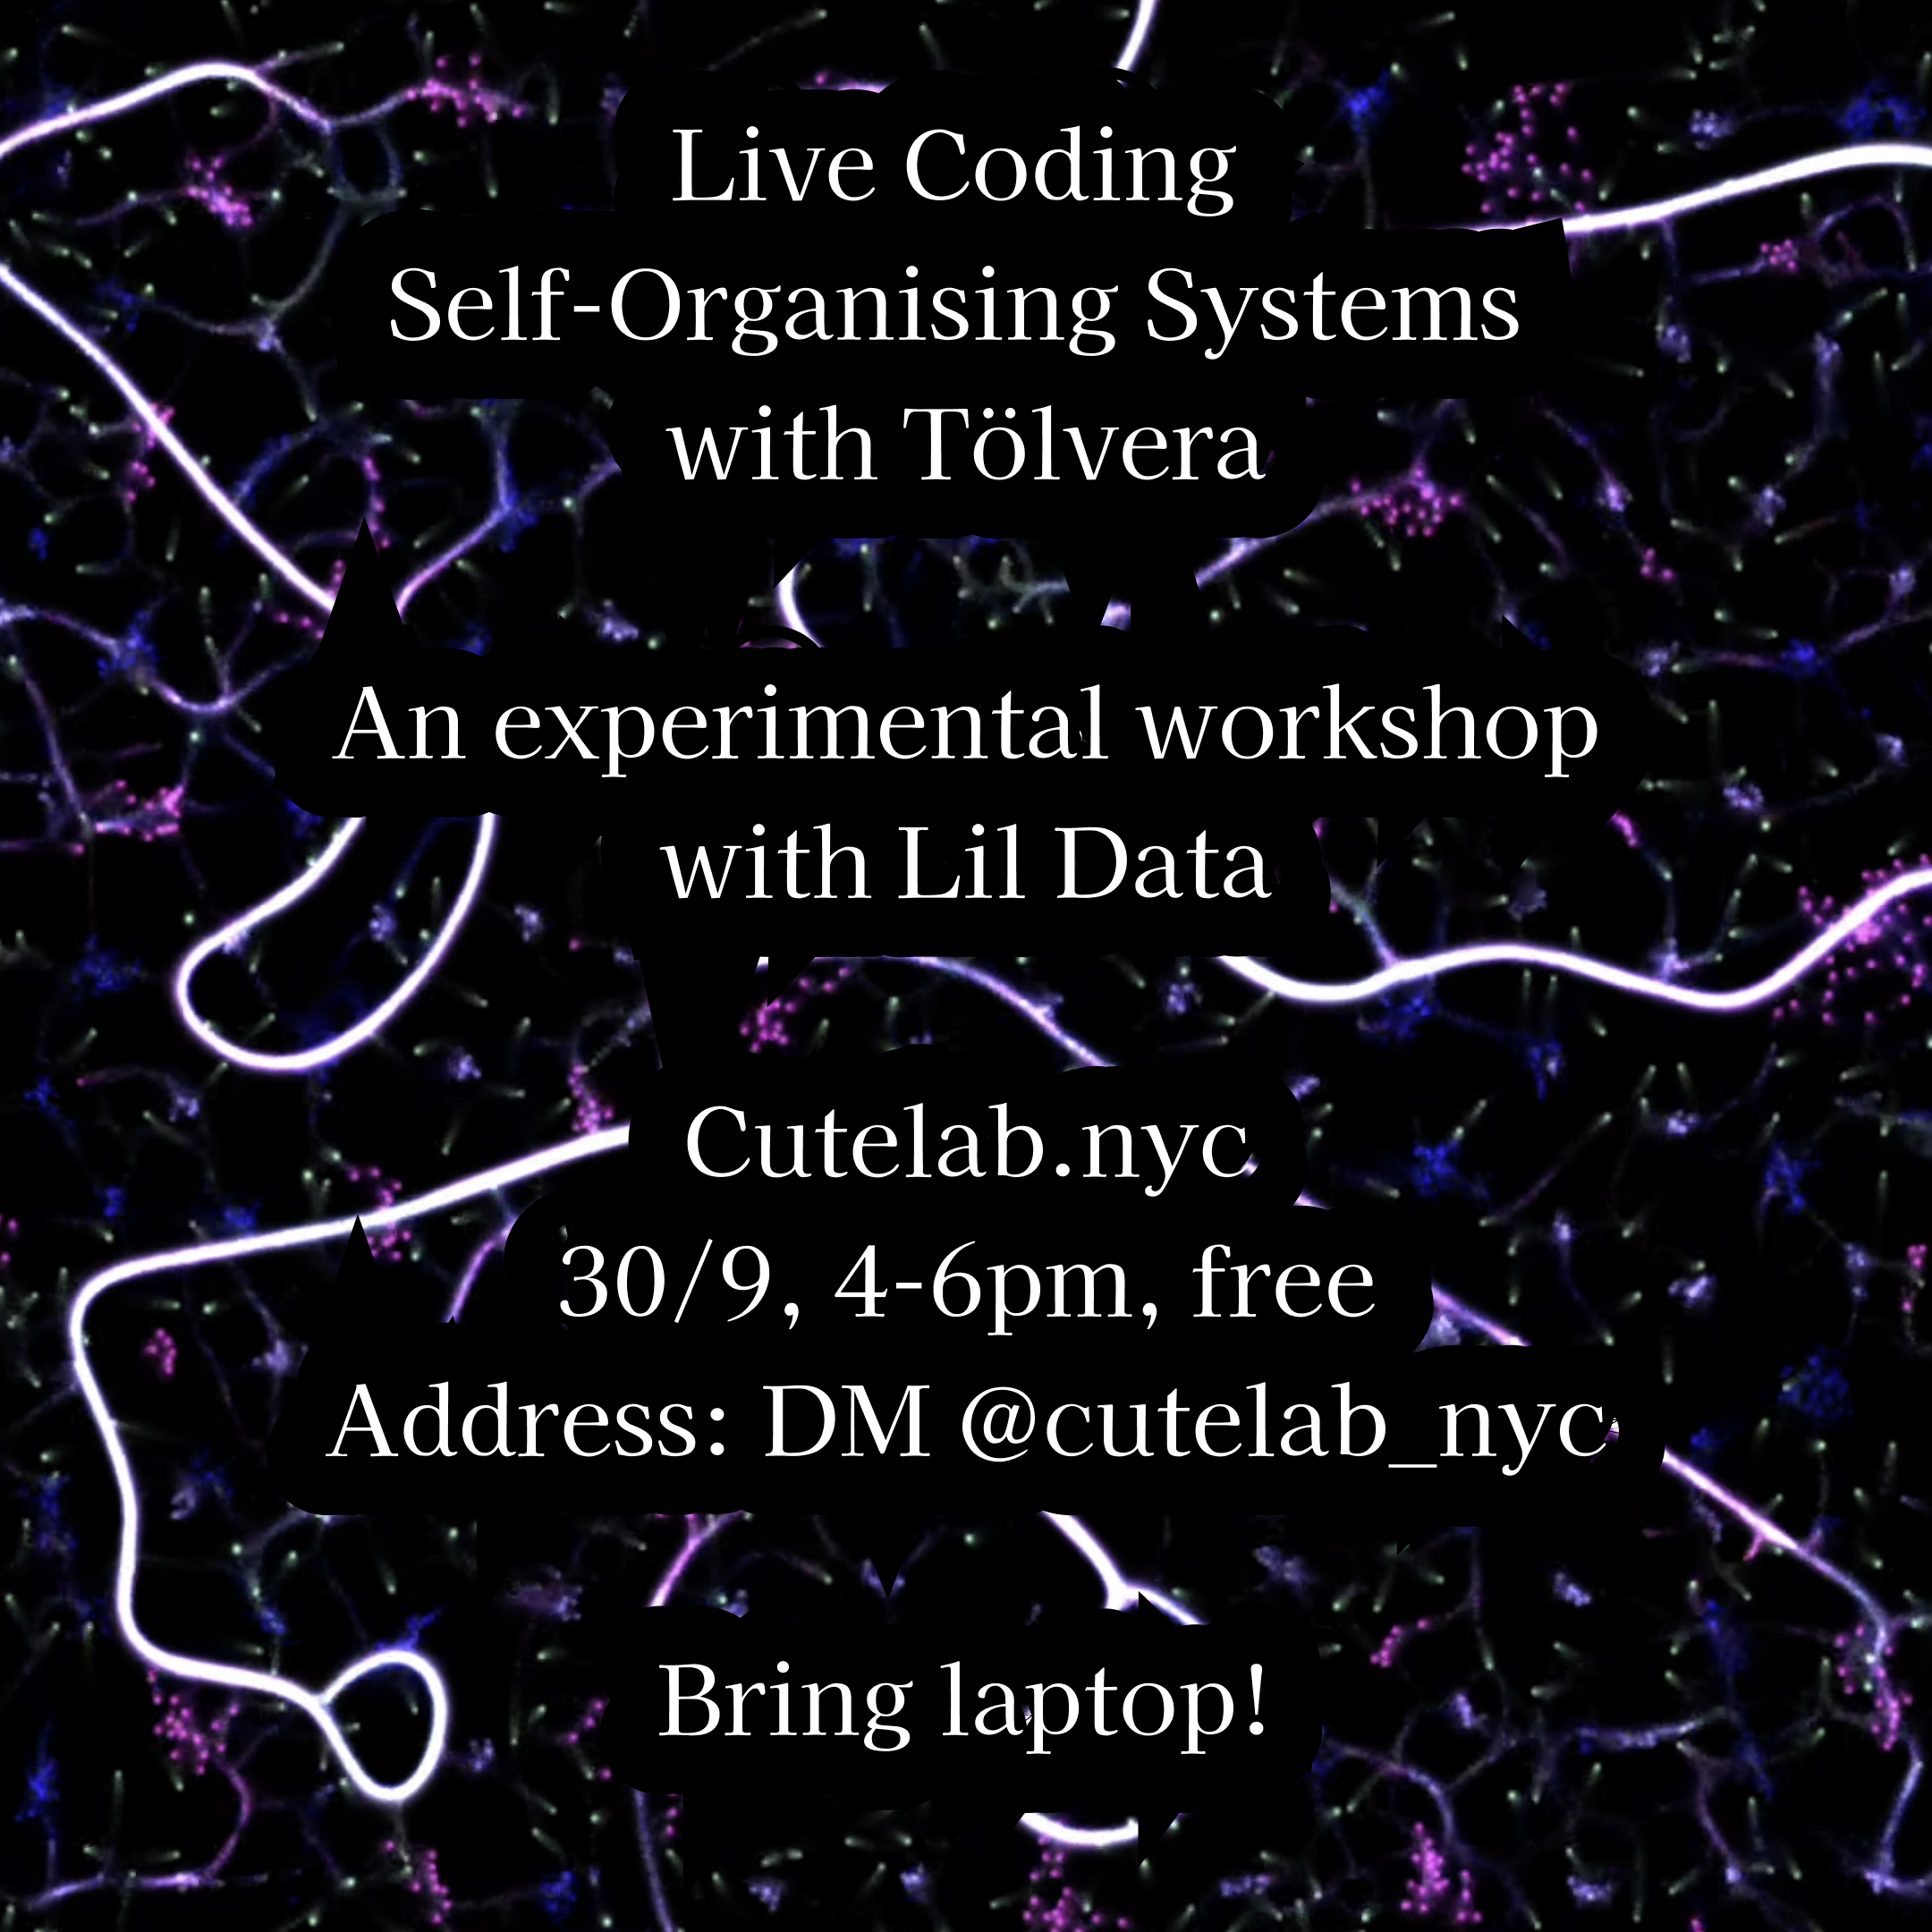 Live Coding
Self-Organising Systems
with Tölvera
An experimental workshop
with Lil Data
Cutelab.nyc
30/9, 4-6pm, free
Address: DM @cutelab_nyc
Bring laptop!